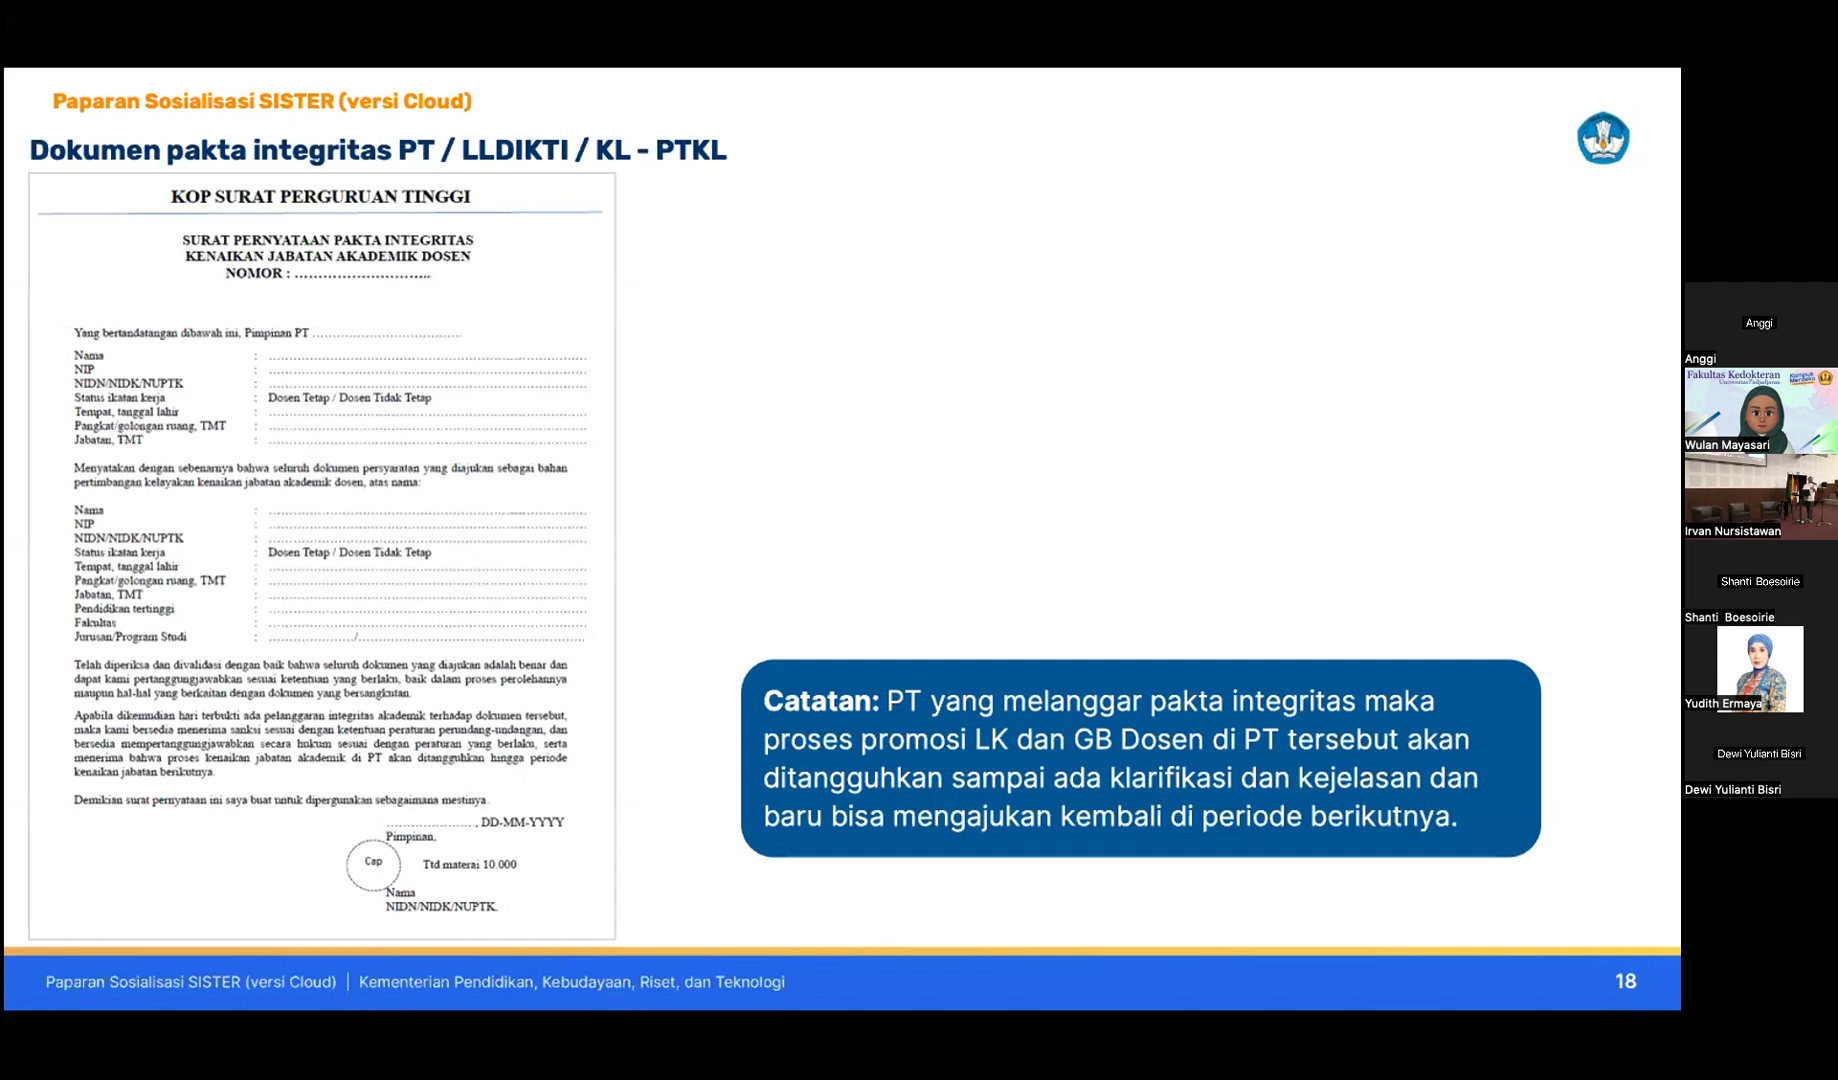 Paparan Sosialisasi SISTER (versi Cloud)
Dokumen pakta integritas PT / LLDIKTI / KL - PTKL
KOP SURAT PERGURUAN TINGGI
SURAT PERNYATAAN PAKTA INTEGRITAS
KENAIKAN JABATAN AKADEMIK DOSEN
NOMOR : ..............................
Yang bertandatangan dibawah ini, Pimpinan PT ........................................
Nama : ........................................
NIP : ........................................
NIDN/NIDK/NUPTK : ........................................
Status ikatan kerja : Dosen Tetap / Dosen Tidak Tetap
Tempat, tanggal lahir : ........................................
Pangkat/golongan ruang, TMT : ........................................
Jabatan, TMT : ........................................
Menyatakan dengan sebenarnya bahwa seluruh dokumen persyaratan yang diajukan sebagai bahan
pertimbangan kelayakan kenaikan jabatan akademik dosen, atas nama:
Nama : ........................................
NIP : ........................................
NIDN/NIDK/NUPTK : ........................................
Status ikatan kerja : Dosen Tetap / Dosen Tidak Tetap
Tempat, tanggal lahir : ........................................
Pangkat/golongan ruang, TMT : ........................................
Jabatan, TMT : ........................................
Pendidikan tertinggi : ........................................
Fakultas : ........................................
Jurusan/Program Studi : ..................../........................................
Telah diperiksa dan divalidasi dengan baik bahwa seluruh dokumen yang diajukan adalah benar dan
dapat kami pertanggungjawabkan sesuai ketentuan yang berlaku, baik dalam proses perolehannya
maupun hal-hal yang berkaitan dengan dokumen yang bersangkutan.
Apabila dikemudian hari terbukti ada pelanggaran integritas akademik terhadap dokumen tersebut,
maka kami bersedia menerima sanksi sesuai dengan ketentuan peraturan perundang-undangan, dan
bersedia mempertanggungjawabkan secara hukum sesuai dengan peraturan yang berlaku, serta
menerima bahwa proses kenaikan jabatan akademik di PT akan ditangguhkan hingga periode
kenaikan jabatan berikutnya.
Demikian surat pernyataan ini saya buat untuk dipergunakan sebagaimana mestinya.
........................, DD-MM-YYYY
Pimpinan,
Cap
Ttd materai 10.000
Nama
NIDN/NIDK/NUPTK.
Catatan: PT yang melanggar pakta integritas maka
proses promosi LK dan GB Dosen di PT tersebut akan
ditangguhkan sampai ada klarifikasi dan kejelasan dan
baru bisa mengajukan kembali di periode berikutnya.
Paparan Sosialisasi SISTER (versi Cloud) | Kementerian Pendidikan, Kebudayaan, Riset, dan Teknologi
18
Anggi
Anggi
Fakultas Kedokteran
Universitas Padjadjaran
Kampus
Merdeka
Wulan Mayasari
Irvan Nursistawan
Shanti Boesoirie
Shanti Boesoirie
Yudith Ermaya
Dewi Yulianti Bisri
Dewi Yulianti Bisri